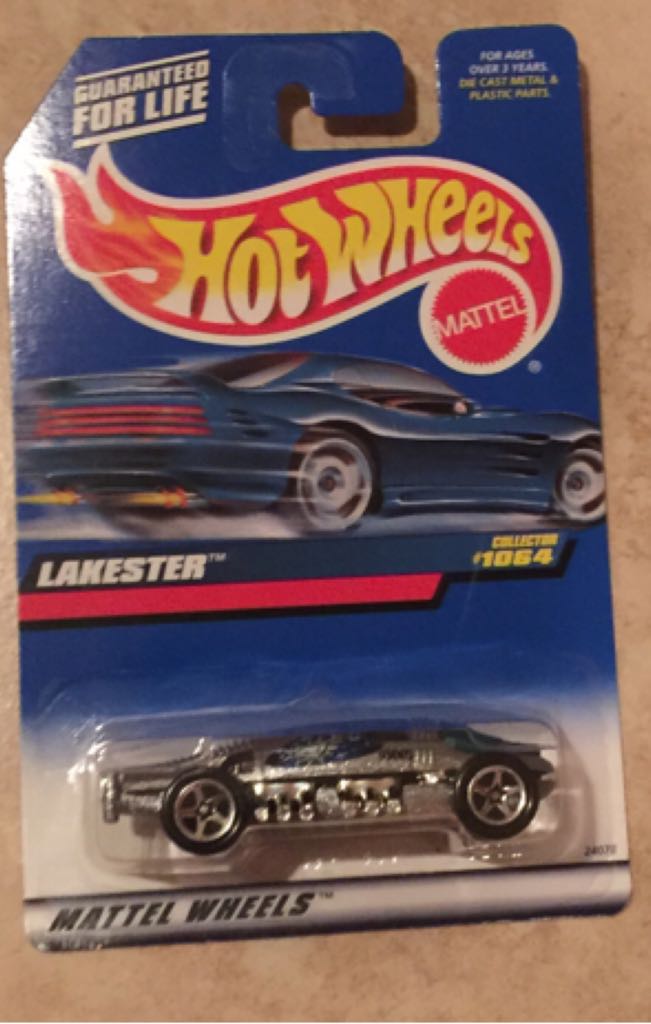 GUARANTEED
FOR LIFE
FOR AGES
OVER 3 YEARS.
DIE CAST METAL &
PLASTIC PARTS.
HOT WHEELS
MATTEL
®
LAKESTER™
COLLECTOR
#1064
24070
MATTEL WHEELS™